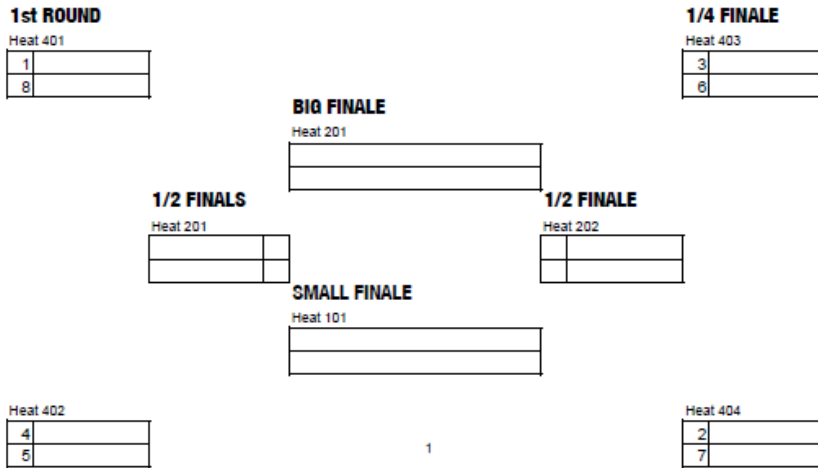 1st ROUND
Heat 401
1
8
1/4 FINALE
Heat 403
3
6
BIG FINALE
Heat 201
1/2 FINALS
Heat 201
1/2 FINALE
Heat 202
SMALL FINALE
Heat 101
Heat 402
4
5
1
Heat 404
2
7